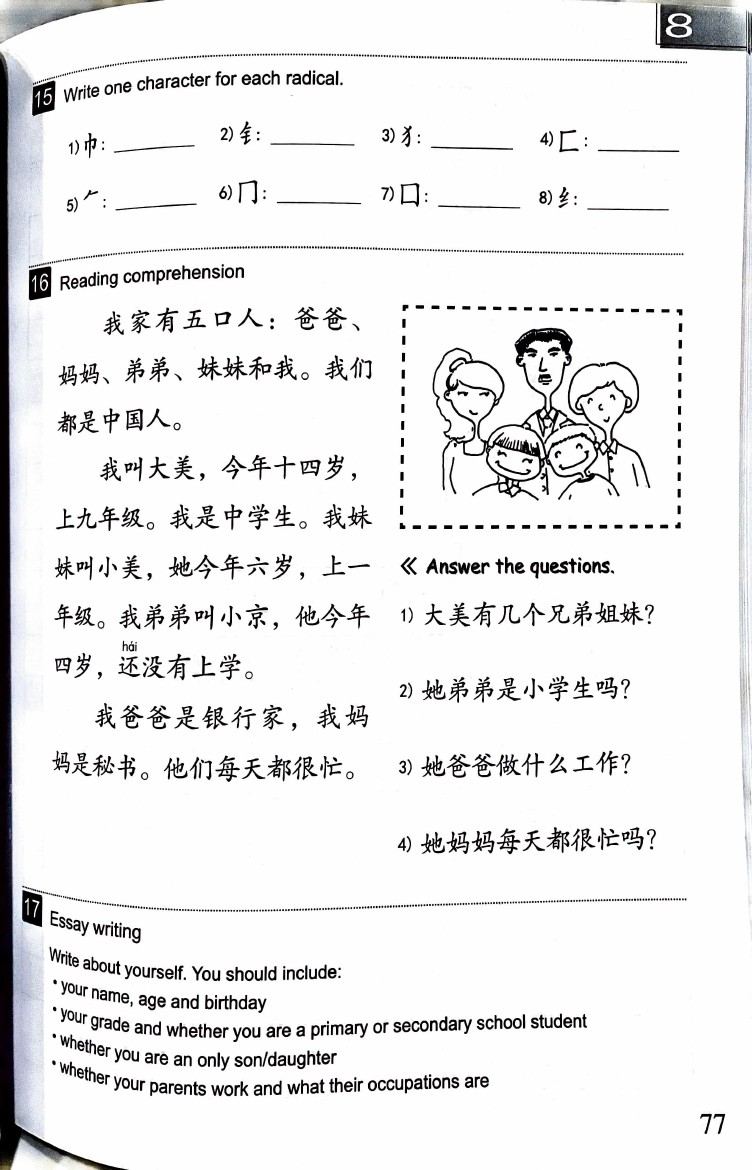 8
15 Write one character for each radical.
1) 巾: ______ 2) 钅: ______ 3) 犭: ______ 4) 匚: ______
5) 𠂉: ______ 6) 冂: ______ 7) 囗: ______ 8) 纟: ______
16 Reading comprehension
我家有五口人：爸爸、
妈妈、弟弟、妹妹和我。我们
都是中国人。
我叫大美，今年十四岁，
上九年级。我是中学生。我妹
妹叫小美，她今年六岁，上一
年级。我弟弟叫小京，他今年
hái
四岁，还没有上学。
我爸爸是银行家，我妈
妈是秘书。他们每天都很忙。
« Answer the questions.
1) 大美有几个兄弟姐妹？
2) 她弟弟是小学生吗？
3) 她爸爸做什么工作？
4) 她妈妈每天都很忙吗？
17 Essay writing
Write about yourself. You should include:
• your name, age and birthday
• your grade and whether you are a primary or secondary school student
• whether you are an only son/daughter
• whether your parents work and what their occupations are
77